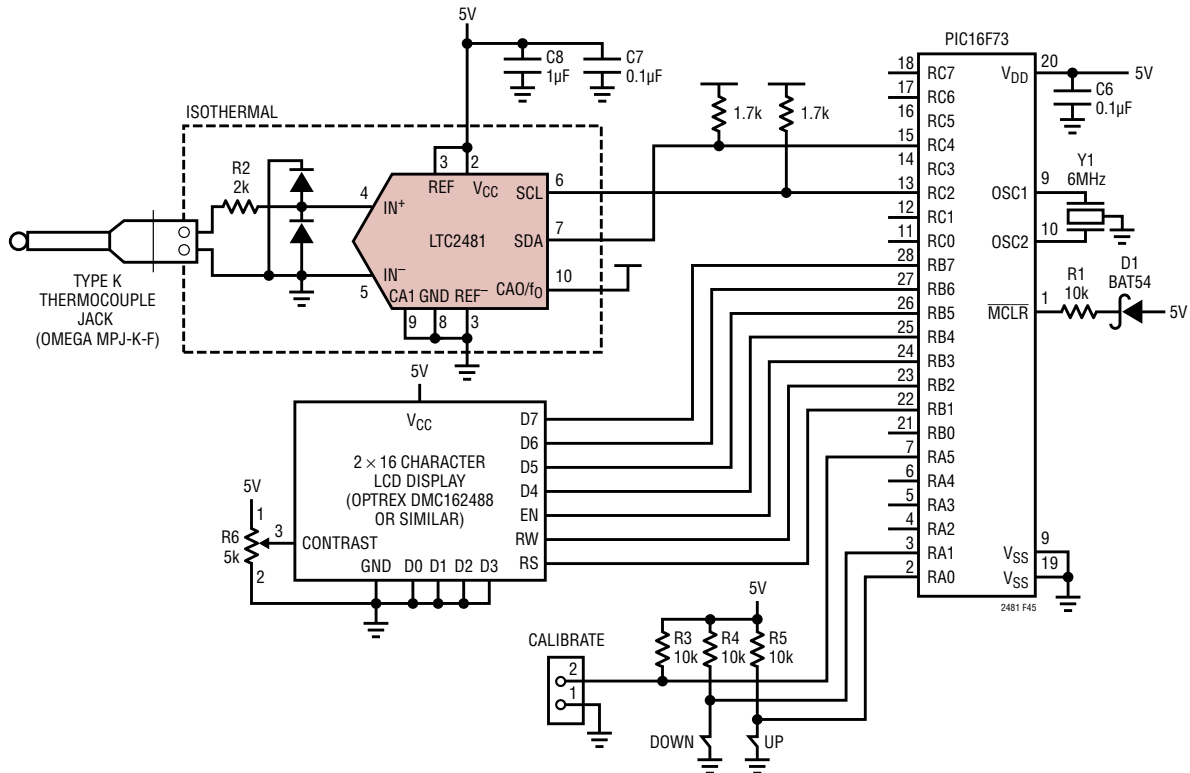 5V
C8
1µF
C7
0.1µF
ISOTHERMAL
R2
2k
TYPE K
THERMOCOUPLE
JACK
(OMEGA MPJ-K-F)
3
2
REF
VCC
4
IN+
LTC2481
SCL
6
SDA
7
IN–
5
CA1
GND
REF–
CAO/fO
10
9
8
3
1.7k
1.7k
PIC16F73
18
RC7
17
RC6
16
RC5
15
RC4
14
RC3
13
RC2
12
RC1
11
RC0
28
RB7
27
RB6
26
RB5
25
RB4
24
RB3
23
RB2
22
RB1
21
RB0
7
RA5
6
RA4
5
RA3
4
RA2
3
RA1
2
RA0
VDD
20
5V
C6
0.1µF
Y1
6MHz
OSC1
9
OSC2
10
MCLR
1
R1
10k
D1
BAT54
5V
VSS
9
VSS
19
2481 F45
5V
VCC
2 × 16 CHARACTER
LCD DISPLAY
(OPTREX DMC162488
OR SIMILAR)
D7
D6
D5
D4
EN
RW
RS
5V
1
R6
5k
3
2
CONTRAST
GND
D0
D1
D2
D3
5V
R3
10k
R4
10k
R5
10k
CALIBRATE
2
1
DOWN
UP